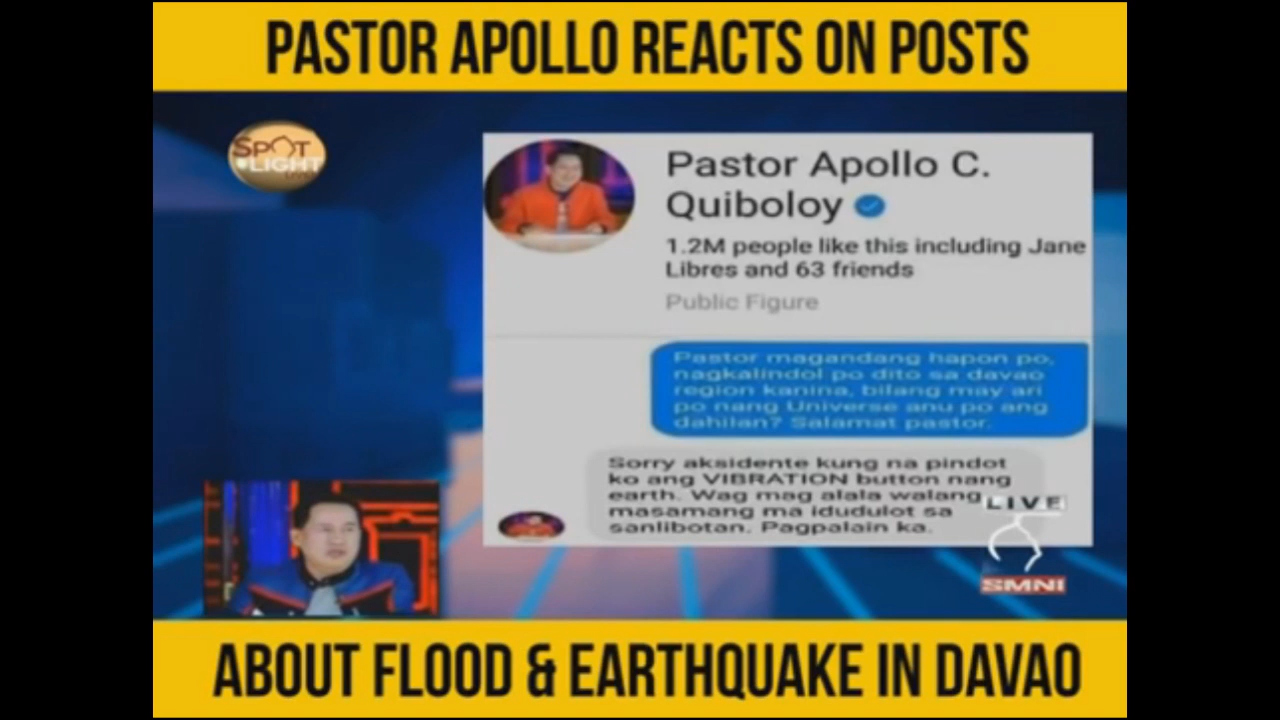 PASTOR APOLLO REACTS ON POSTS
SPOT
LIGHT
Pastor Apollo C.
Quiboloy
1.2M people like this including Jane
Libres and 63 friends
Public Figure
Pastor magandang hapon po,
nagkalindol po dito sa davao
region kanina, bilang may ari
po nang Universe anu po ang
dahilan? Salamat pastor.
Sorry aksidente kung na pindot
ko ang VIBRATION button nang
earth. Wag mag alala walang
masamang ma idudulot sa
sanlibotan. Pagpalain ka.
LIVE
SMNI
ABOUT FLOOD & EARTHQUAKE IN DAVAO